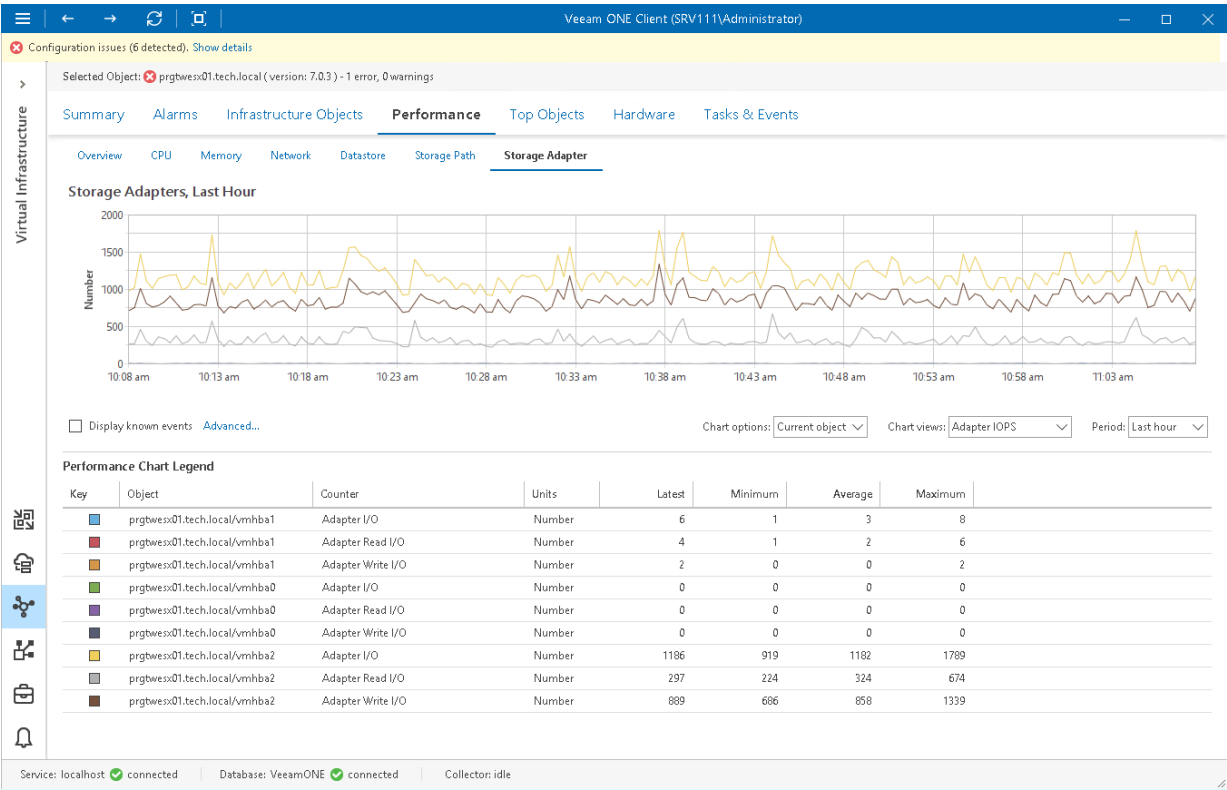 Veeam ONE Client (SRV111\Administrator)
Configuration issues (6 detected). Show details
Selected Object: prgtwesx01.tech.local (version: 7.0.3 ) - 1 error, 0 warnings
Virtual Infrastructure
Summary Alarms Infrastructure Objects Performance Top Objects Hardware Tasks & Events
Overview CPU Memory Network Datastore Storage Path Storage Adapter
Storage Adapters, Last Hour
Number
2000
1500
1000
500
0
10:08 am 10:13 am 10:18 am 10:23 am 10:28 am 10:33 am 10:38 am 10:43 am 10:48 am 10:53 am 10:58 am 11:03 am
Display known events Advanced... Chart options: Current object Chart views: Adapter IOPS Period: Last hour
Performance Chart Legend
Key Object Counter Units Latest Minimum Average Maximum
prgtwesx01.tech.local/vmhba1 Adapter I/O Number 6 1 3 8
prgtwesx01.tech.local/vmhba1 Adapter Read I/O Number 4 1 2 6
prgtwesx01.tech.local/vmhba1 Adapter Write I/O Number 2 0 0 2
prgtwesx01.tech.local/vmhba0 Adapter I/O Number 0 0 0 0
prgtwesx01.tech.local/vmhba0 Adapter Read I/O Number 0 0 0 0
prgtwesx01.tech.local/vmhba0 Adapter Write I/O Number 0 0 0 0
prgtwesx01.tech.local/vmhba2 Adapter I/O Number 1186 919 1182 1789
prgtwesx01.tech.local/vmhba2 Adapter Read I/O Number 297 224 324 674
prgtwesx01.tech.local/vmhba2 Adapter Write I/O Number 889 686 858 1339
Service: localhost connected Database: VeeamONE connected Collector: idle